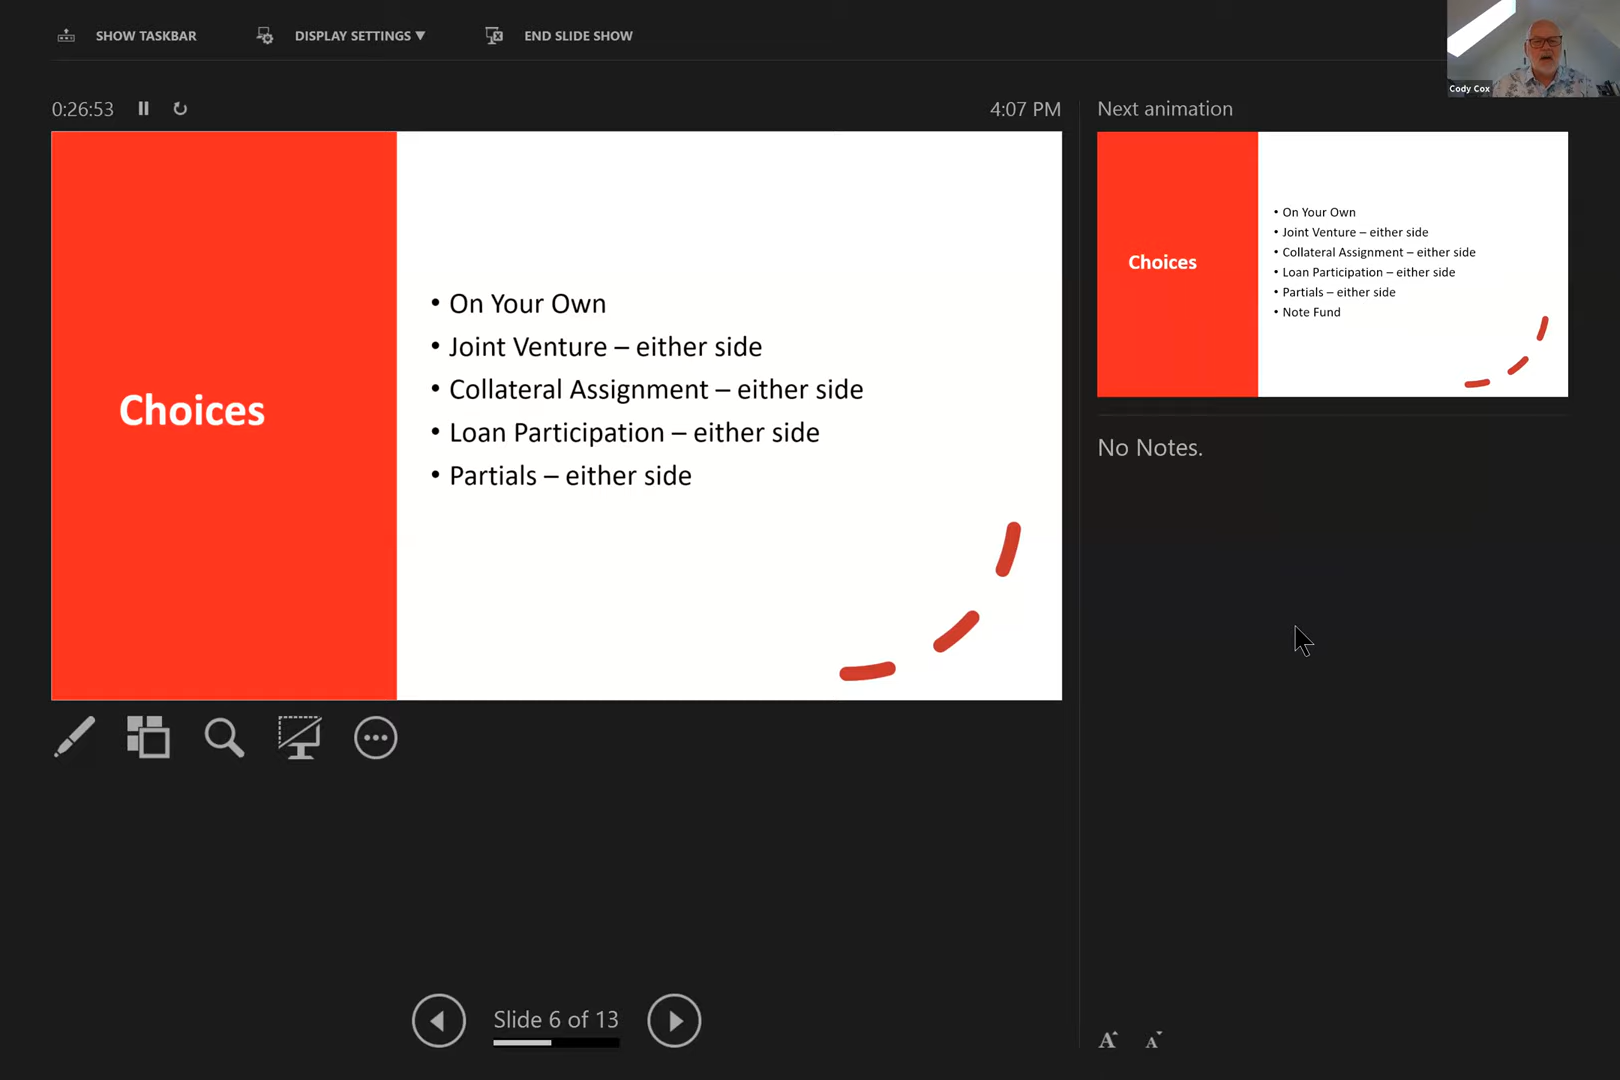 SHOW TASKBAR
DISPLAY SETTINGS ▼
END SLIDE SHOW
Cody Cox
0:26:53
4:07 PM
Next animation
Choices
• On Your Own
• Joint Venture – either side
• Collateral Assignment – either side
• Loan Participation – either side
• Partials – either side
Choices
• On Your Own
• Joint Venture – either side
• Collateral Assignment – either side
• Loan Participation – either side
• Partials – either side
• Note Fund
No Notes.
Slide 6 of 13
A
A